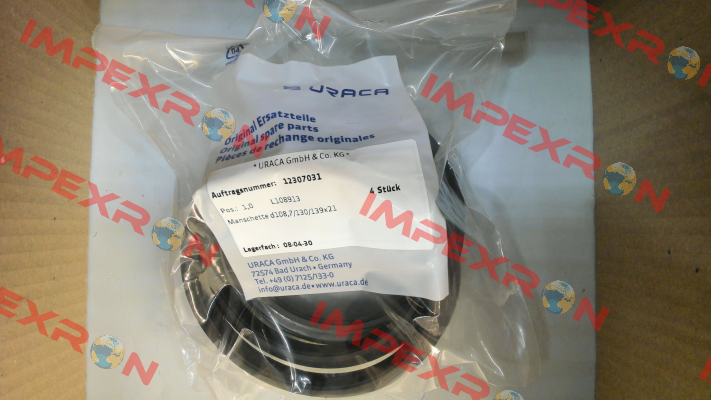 URACA
Original Ersatzteile
Original spare parts
Pièces de rechange originales
• URACA GmbH & Co. KG •
Auftragsnummer: 12307031
4 Stück
Pos.: 1,0 L108913
Manschette d108,7/130/139x21
Lagerfach: 08-04-30
URACA GmbH & Co. KG
72574 Bad Urach • Germany
Tel. +49 (0) 7125/133-0
info@uraca.de • www.uraca.de
IMPEXRON
IMPEXRON
IMPEXRON
IMPEXRON
IMPEXRON
IMPEXRON